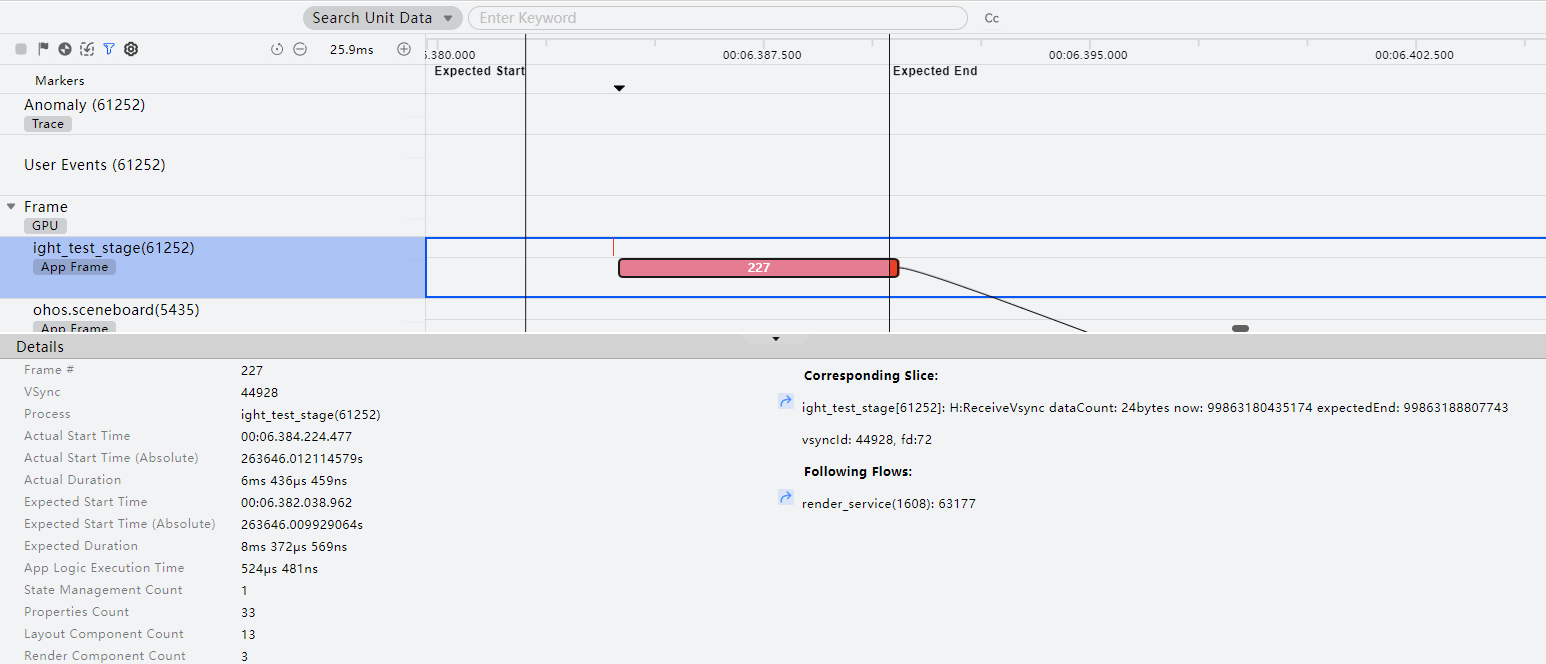 Search Unit Data
Enter Keyword
Cc
25.9ms
5.380.000
00:06.387.500
00:06.395.000
00:06.402.500
Expected Start
Expected End
Markers
Anomaly (61252)
Trace
User Events (61252)
Frame
GPU
ight_test_stage(61252)
App Frame
227
ohos.sceneboard(5435)
App Frame
Details
Frame # 227
VSync 44928
Process ight_test_stage(61252)
Actual Start Time 00:06.384.224.477
Actual Start Time (Absolute) 263646.012114579s
Actual Duration 6ms 436μs 459ns
Expected Start Time 00:06.382.038.962
Expected Start Time (Absolute) 263646.009929064s
Expected Duration 8ms 372μs 569ns
App Logic Execution Time 524μs 481ns
State Management Count 1
Properties Count 33
Layout Component Count 13
Render Component Count 3
Corresponding Slice:
ight_test_stage[61252]: H:ReceiveVsync dataCount: 24bytes now: 99863180435174 expectedEnd: 99863188807743
vsyncId: 44928, fd:72
Following Flows:
render_service(1608): 63177